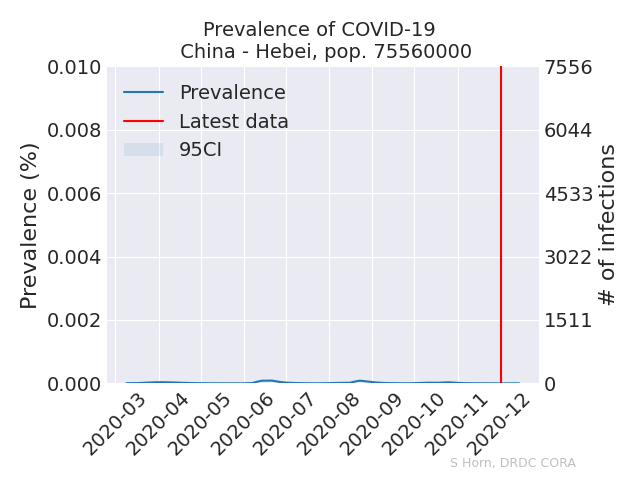 Prevalence of COVID-19
China - Hebei, pop. 75560000
Prevalence
Latest data
95CI
Prevalence (%)
0.010
0.008
0.006
0.004
0.002
0.000
7556
6044
4533
3022
1511
0
# of infections
2020-03
2020-04
2020-05
2020-06
2020-07
2020-08
2020-09
2020-10
2020-11
2020-12
S Horn, DRDC CORA